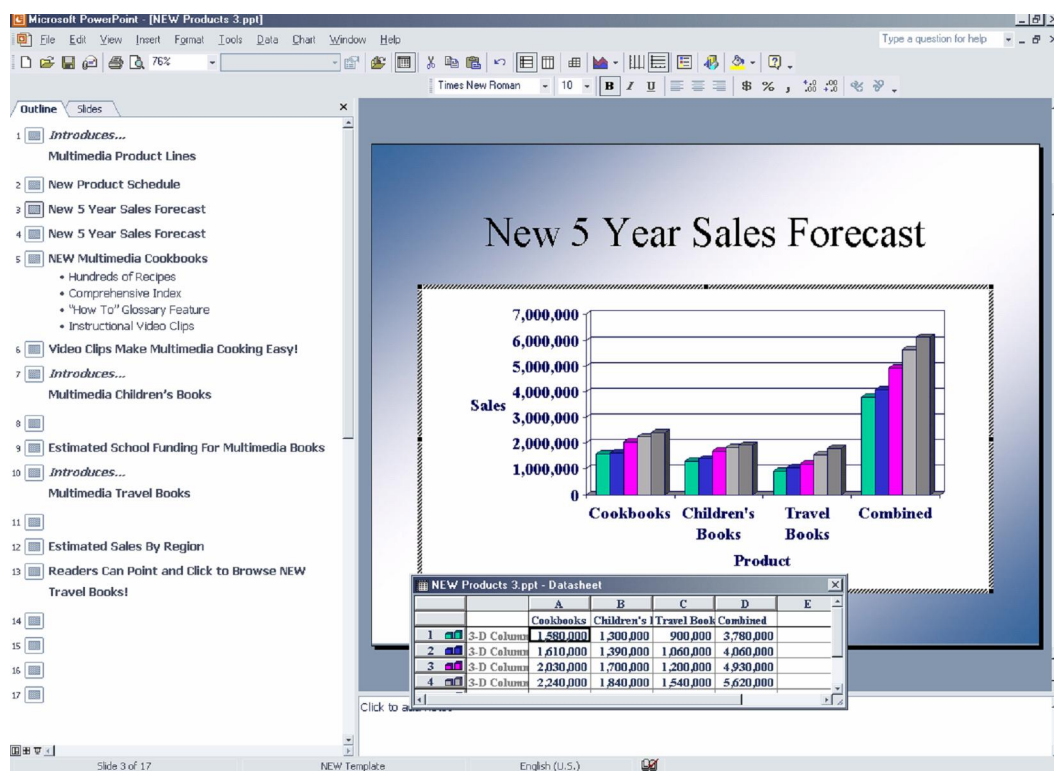 Microsoft PowerPoint - [NEW Products 3.ppt]
File Edit View Insert Format Tools Data Chart Window Help
Type a question for help
76%
Times New Roman 10 B I U $ % ,
Outline Slides
1 Introduces...
Multimedia Product Lines
2 New Product Schedule
3 New 5 Year Sales Forecast
4 New 5 Year Sales Forecast
5 NEW Multimedia Cookbooks
• Hundreds of Recipes
• Comprehensive Index
• "How To" Glossary Feature
• Instructional Video Clips
6 Video Clips Make Multimedia Cooking Easy!
7 Introduces...
Multimedia Children's Books
8
9 Estimated School Funding For Multimedia Books
10 Introduces...
Multimedia Travel Books
11
12 Estimated Sales By Region
13 Readers Can Point and Click to Browse NEW
Travel Books!
14
15
16
17
New 5 Year Sales Forecast
7,000,000
6,000,000
5,000,000
4,000,000
Sales
3,000,000
2,000,000
1,000,000
0
Cookbooks Children's Books Travel Books Combined
Product
NEW Products 3.ppt - Datasheet
A B C D E
Cookbooks Children's Travel Book Combined
1 3-D Column 1,580,000 1,300,000 900,000 3,780,000
2 3-D Column 1,610,000 1,390,000 1,060,000 4,060,000
3 3-D Column 2,030,000 1,700,000 1,200,000 4,930,000
4 3-D Column 2,240,000 1,840,000 1,540,000 5,620,000
Click to
Slide 3 of 17 NEW Template English (U.S.)